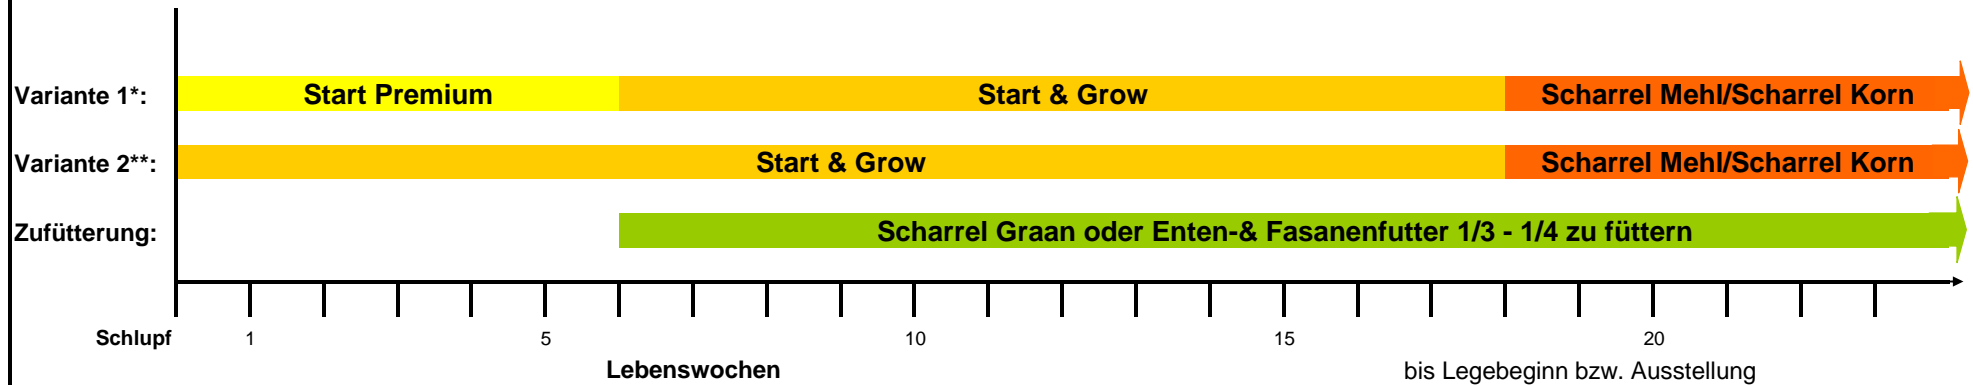 Variante 1*: Start Premium Start & Grow Scharrel Mehl/Scharrel Korn
Variante 2**: Start & Grow Scharrel Mehl/Scharrel Korn
Zufütterung: Scharrel Graan oder Enten-& Fasanenfutter 1/3 - 1/4 zu füttern
Schlupf 1 5 10 15 20
Lebenswochen bis Legebeginn bzw. Ausstellung